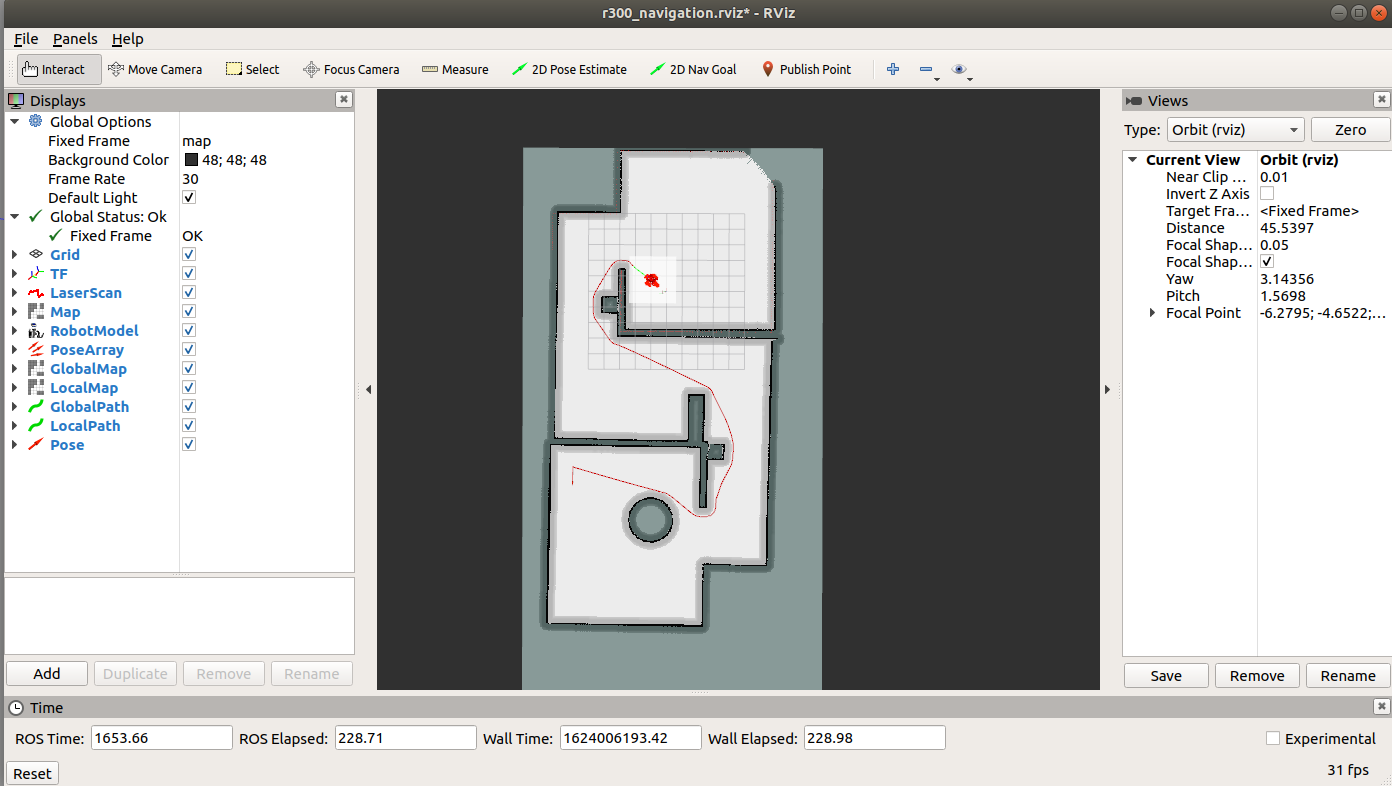 r300_navigation.rviz* - RViz
File Panels Help
Interact Move Camera Select Focus Camera Measure 2D Pose Estimate 2D Nav Goal Publish Point
Displays
Global Options
Fixed Frame map
Background Color 48; 48; 48
Frame Rate 30
Default Light
Global Status: Ok
Fixed Frame OK
Grid
TF
LaserScan
Map
RobotModel
PoseArray
GlobalMap
LocalMap
GlobalPath
LocalPath
Pose
Add Duplicate Remove Rename
Views
Type: Orbit (rviz) Zero
Current View Orbit (rviz)
Near Clip ... 0.01
Invert Z Axis
Target Fra... <Fixed Frame>
Distance 45.5397
Focal Shap... 0.05
Focal Shap...
Yaw 3.14356
Pitch 1.5698
Focal Point -6.2795; -4.6522;...
Save Remove Rename
Time
ROS Time: 1653.66 ROS Elapsed: 228.71 Wall Time: 1624006193.42 Wall Elapsed: 228.98 Experimental
Reset 31 fps